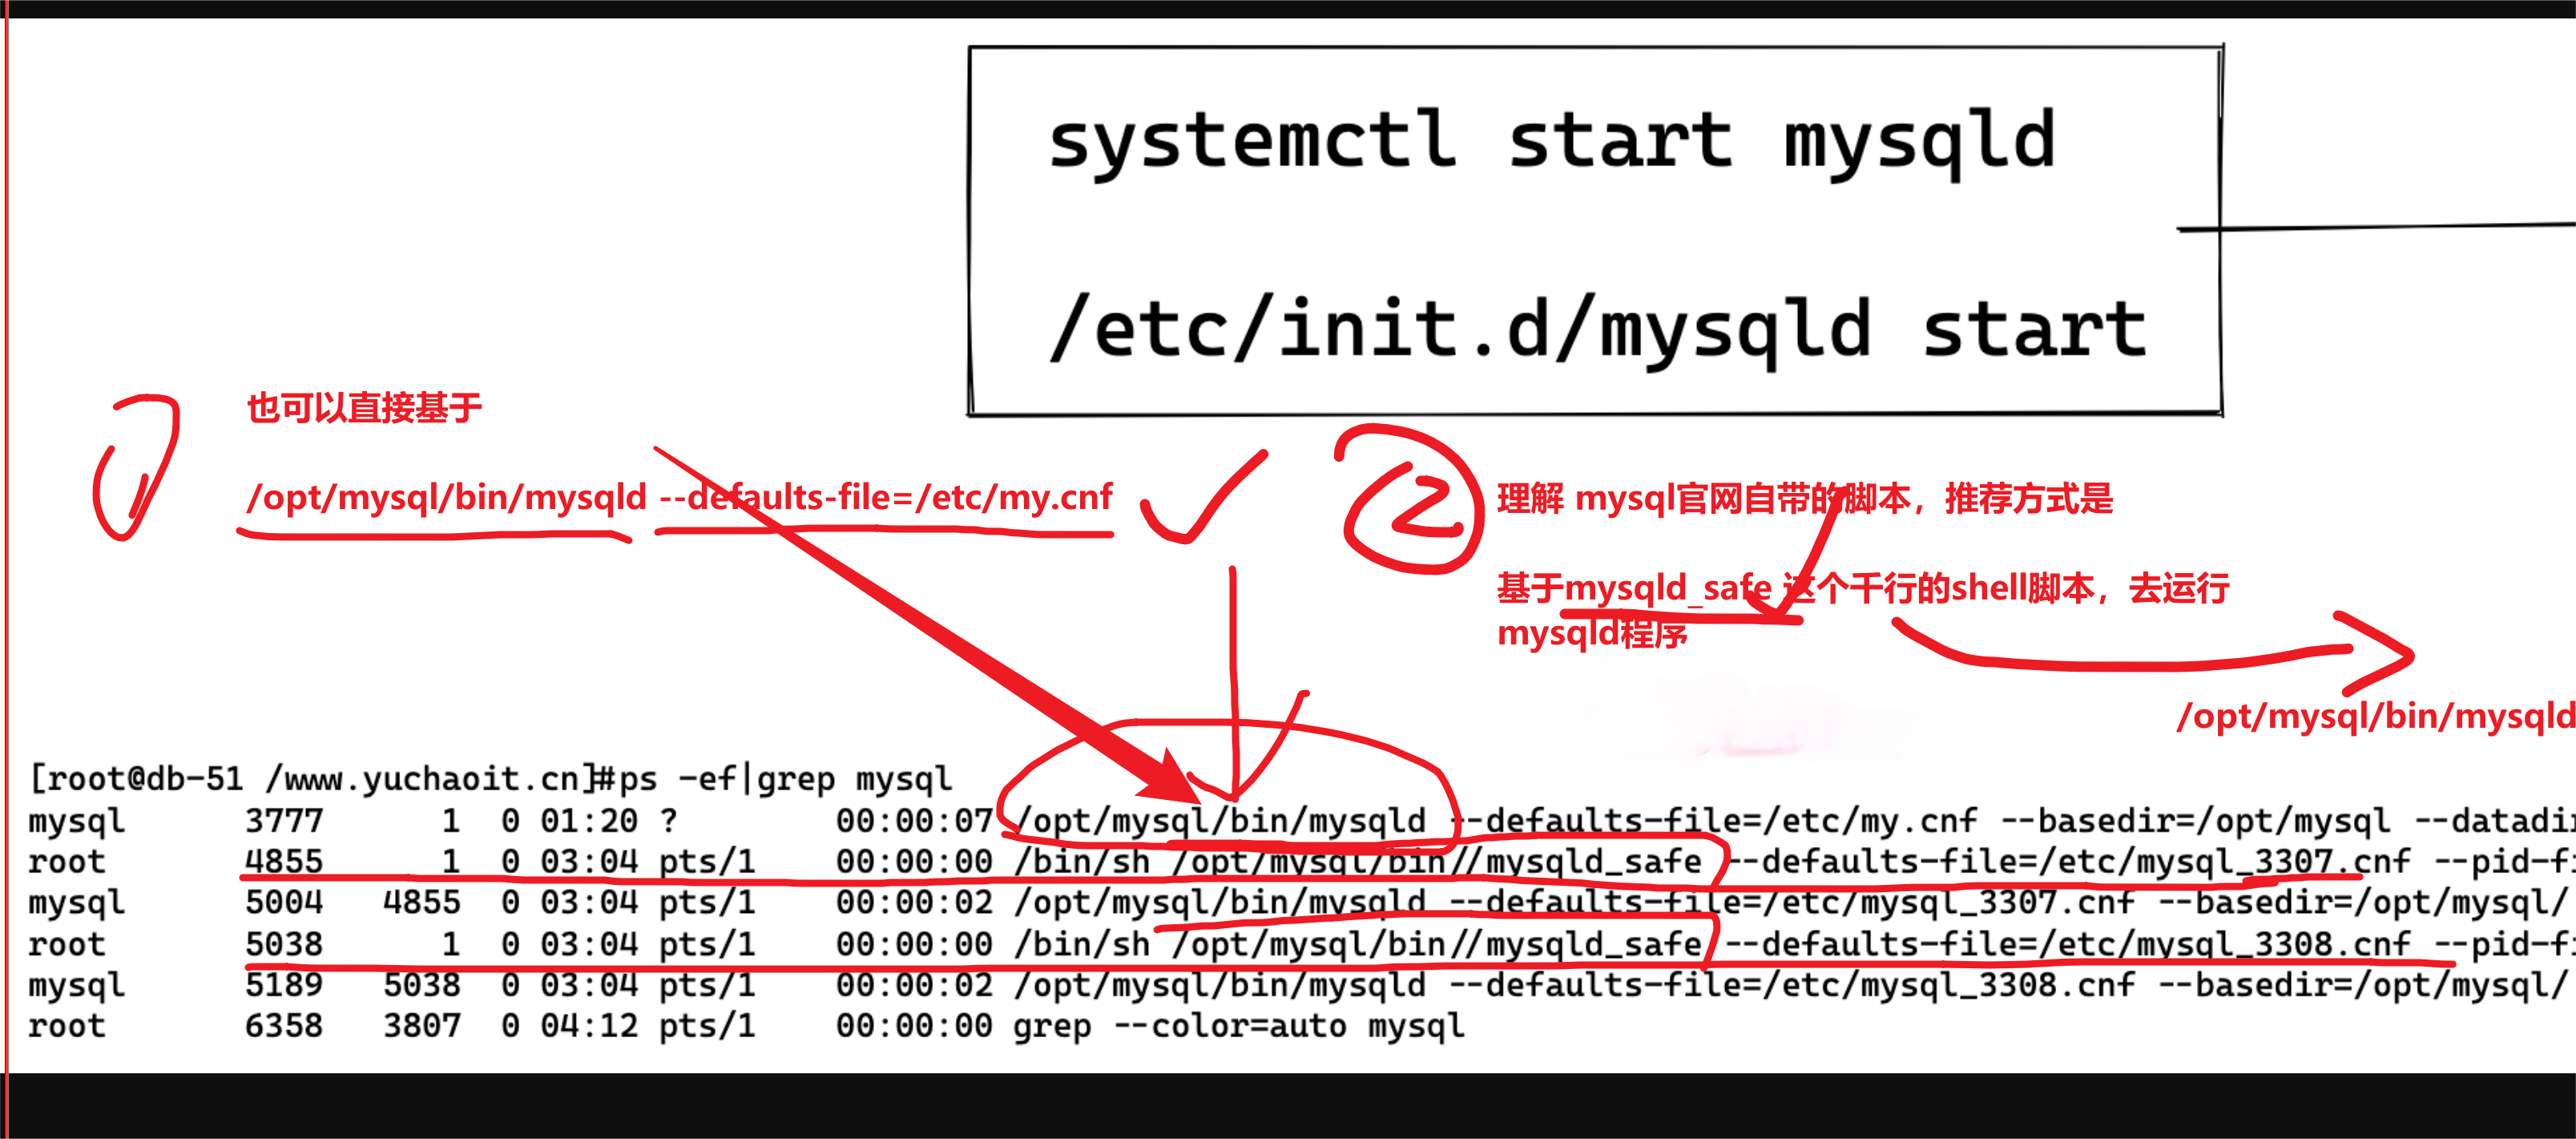 systemctl start mysqld
/etc/init.d/mysqld start
也可以直接基于
/opt/mysql/bin/mysqld --defaults-file=/etc/my.cnf
2
理解 mysql官网自带的脚本，推荐方式是
基于mysqld_safe 这个千行的shell脚本，去运行
mysqld程序
/opt/mysql/bin/mysqld
[root@db-51 /www.yuchaoit.cn]#ps -ef|grep mysql
mysql 3777 1 0 01:20 ? 00:00:07 /opt/mysql/bin/mysqld --defaults-file=/etc/my.cnf --basedir=/opt/mysql --datadi
root 4855 1 0 03:04 pts/1 00:00:00 /bin/sh /opt/mysql/bin//mysqld_safe --defaults-file=/etc/mysql_3307.cnf --pid-fi
mysql 5004 4855 0 03:04 pts/1 00:00:02 /opt/mysql/bin/mysqld --defaults-file=/etc/mysql_3307.cnf --basedir=/opt/mysql/
root 5038 1 0 03:04 pts/1 00:00:00 /bin/sh /opt/mysql/bin//mysqld_safe --defaults-file=/etc/mysql_3308.cnf --pid-fi
mysql 5189 5038 0 03:04 pts/1 00:00:02 /opt/mysql/bin/mysqld --defaults-file=/etc/mysql_3308.cnf --basedir=/opt/mysql/
root 6358 3807 0 04:12 pts/1 00:00:00 grep --color=auto mysql